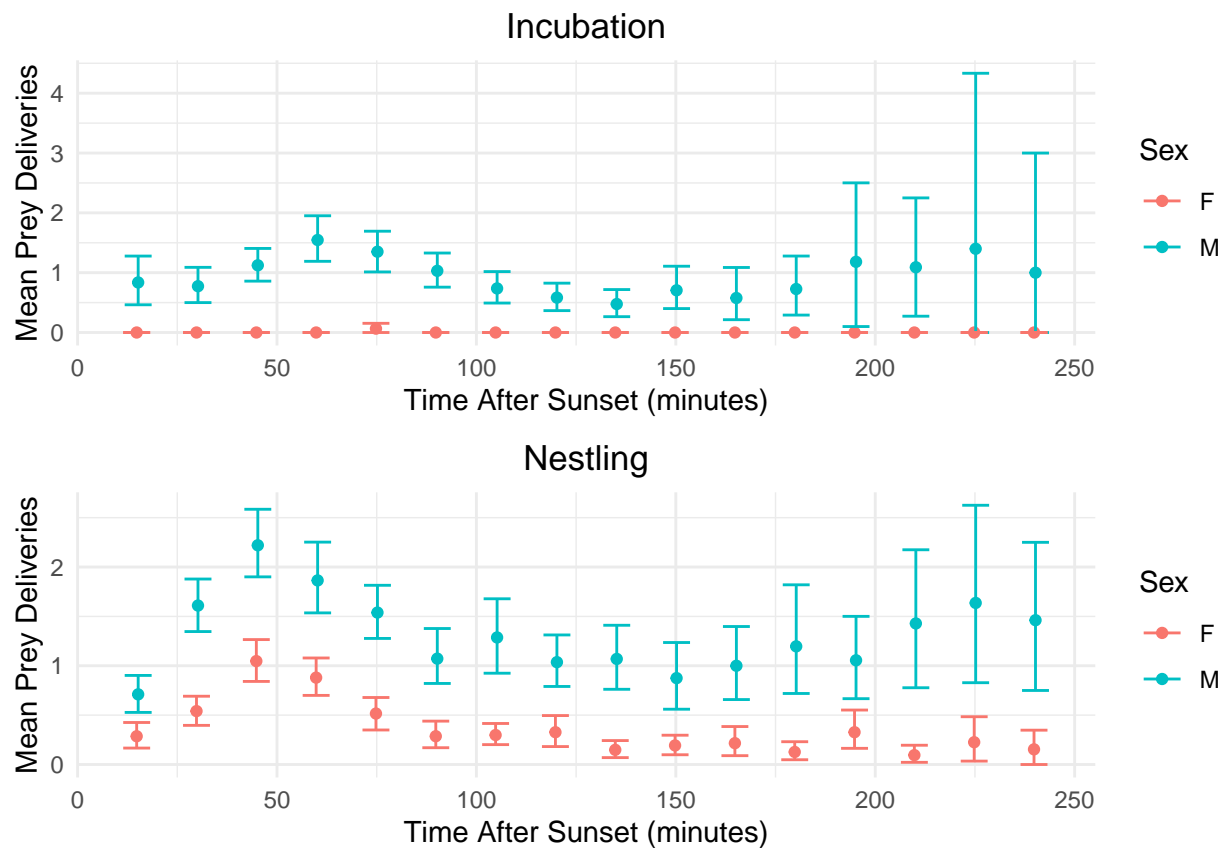 Incubation
Mean Prey Deliveries
4
3
2
1
0
0
50
100
150
200
250
Time After Sunset (minutes)
Sex
F
M
Nestling
Mean Prey Deliveries
2
1
0
0
50
100
150
200
250
Time After Sunset (minutes)
Sex
F
M